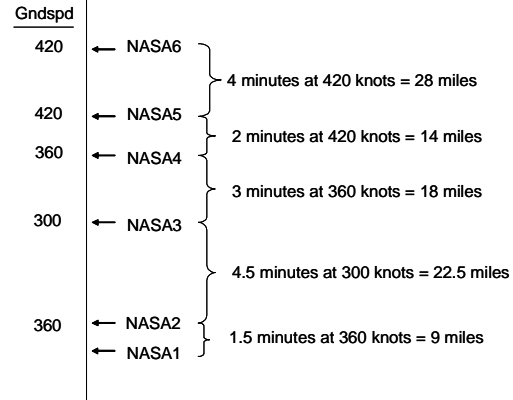 Gndspd
420
NASA6
4 minutes at 420 knots = 28 miles
420
NASA5
2 minutes at 420 knots = 14 miles
360
NASA4
3 minutes at 360 knots = 18 miles
300
NASA3
4.5 minutes at 300 knots = 22.5 miles
360
NASA2
1.5 minutes at 360 knots = 9 miles
NASA1